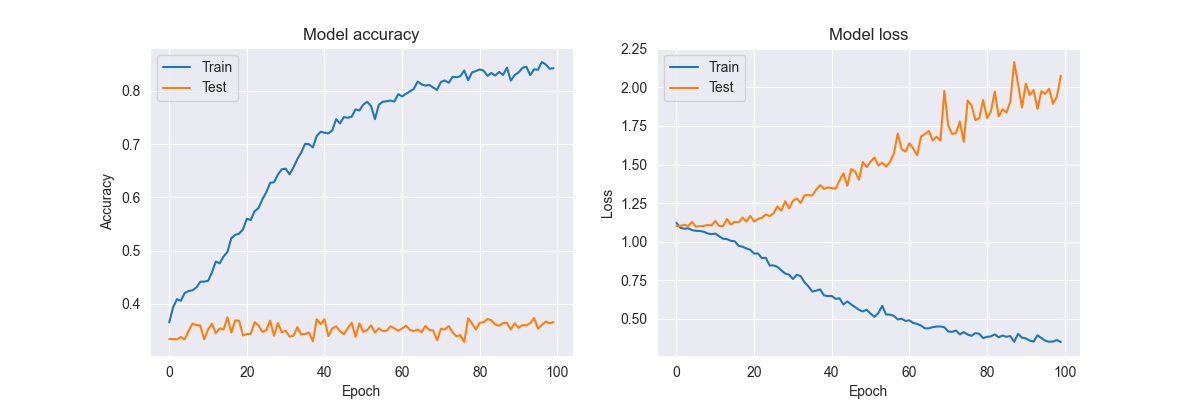 Model accuracy
Train
Test
0.8
0.7
0.6
0.5
0.4
Accuracy
0 20 40 60 80 100
Epoch
Model loss
Train
Test
2.25
2.00
1.75
1.50
1.25
1.00
0.75
0.50
Loss
0 20 40 60 80 100
Epoch